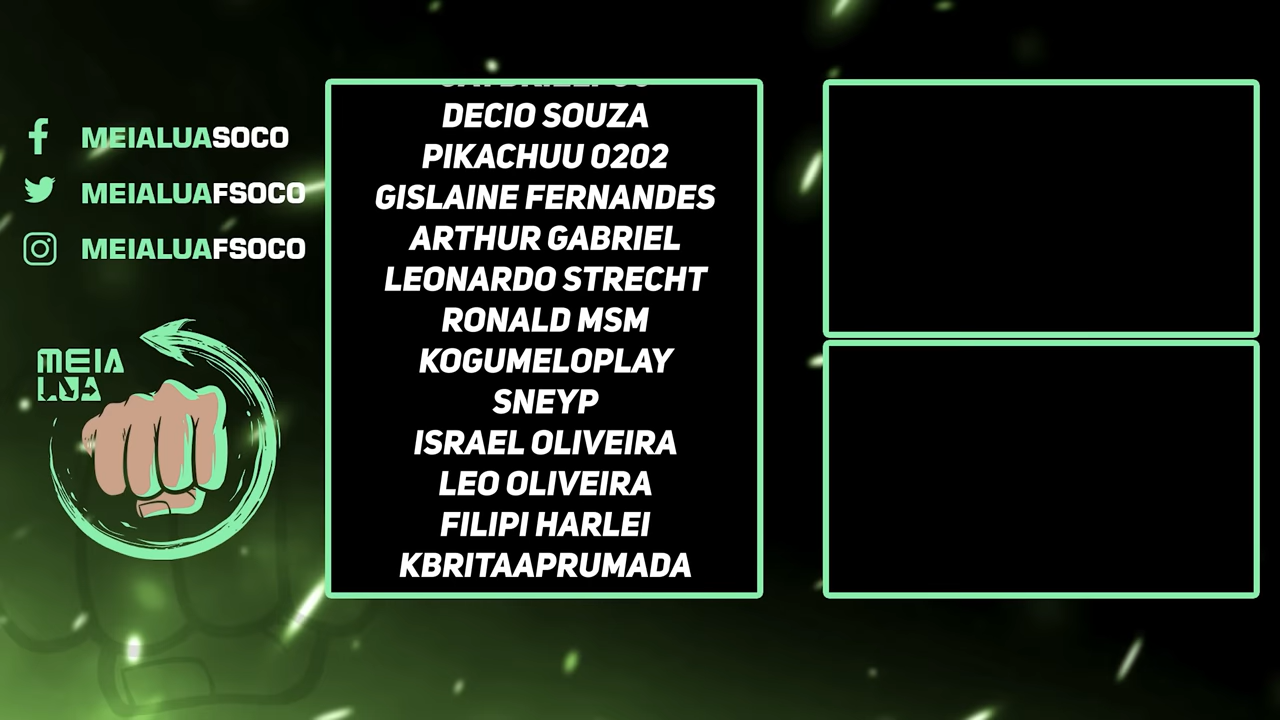 MEIALUASOCO
MEIALUAFSOCO
MEIALUAFSOCO
MEIA
LUA
DECIO SOUZA
PIKACHUU 0202
GISLAINE FERNANDES
ARTHUR GABRIEL
LEONARDO STRECHT
RONALD MSM
KOGUMELOPLAY
SNEYP
ISRAEL OLIVEIRA
LEO OLIVEIRA
FILIPI HARLEI
KBRITAAPRUMADA